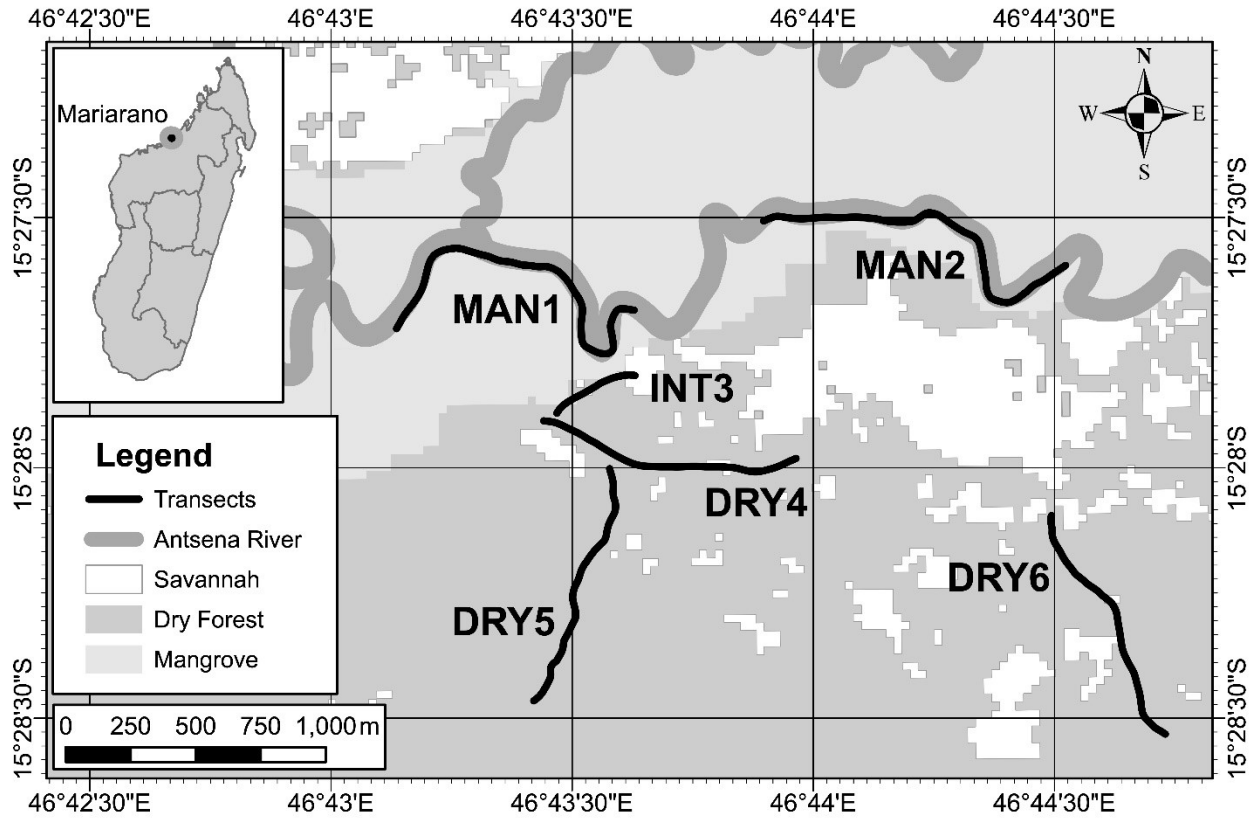 46°42'30"E 46°43'E 46°43'30"E 46°44'E 46°44'30"E
Mariarano
N
W E
S
15°27'30"S 15°27'30"S
MAN1
MAN2
INT3
15°28'S 15°28'S
DRY4
DRY5
DRY6
15°28'30"S 15°28'30"S
Legend
Transects
Antsena River
Savannah
Dry Forest
Mangrove
0 250 500 750 1,000 m
46°42'30"E 46°43'E 46°43'30"E 46°44'E 46°44'30"E